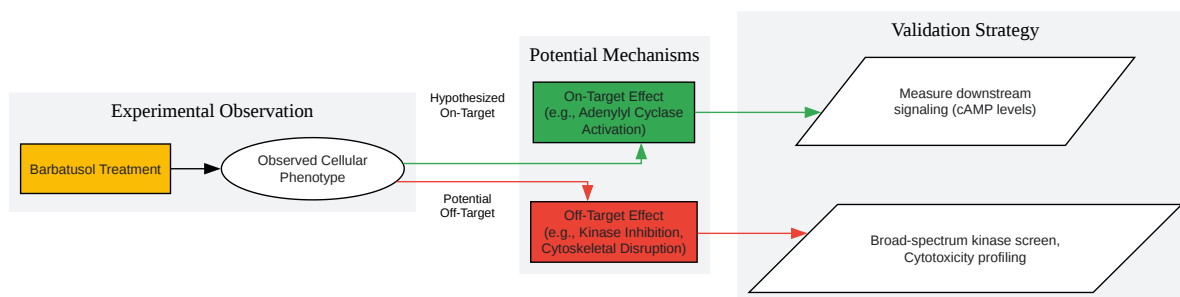 Experimental Observation
Barbatusol Treatment
Observed Cellular
Phenotype
Hypothesized
On-Target
Potential
Off-Target
Potential Mechanisms
On-Target Effect
(e.g., Adenylyl Cyclase
Activation)
Off-Target Effect
(e.g., Kinase Inhibition,
Cytoskeletal Disruption)
Validation Strategy
Measure downstream
signaling (cAMP levels)
Broad-spectrum kinase screen,
Cytotoxicity profiling